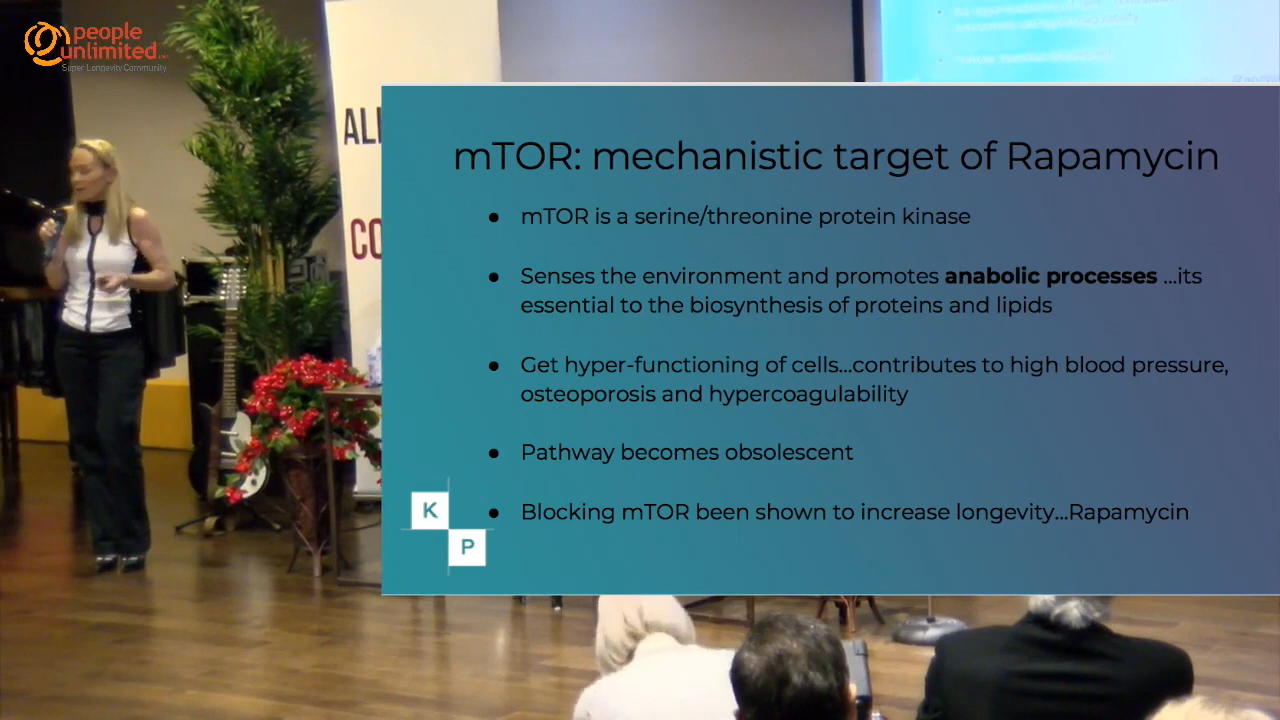 people
unlimited INC
Super Longevity Community
ALI
CO
mTOR: mechanistic target of Rapamycin
● mTOR is a serine/threonine protein kinase
● Senses the environment and promotes anabolic processes ...its
essential to the biosynthesis of proteins and lipids
● Get hyper-functioning of cells...contributes to high blood pressure,
osteoporosis and hypercoagulability
● Pathway becomes obsolescent
● Blocking mTOR been shown to increase longevity...Rapamycin
K
P